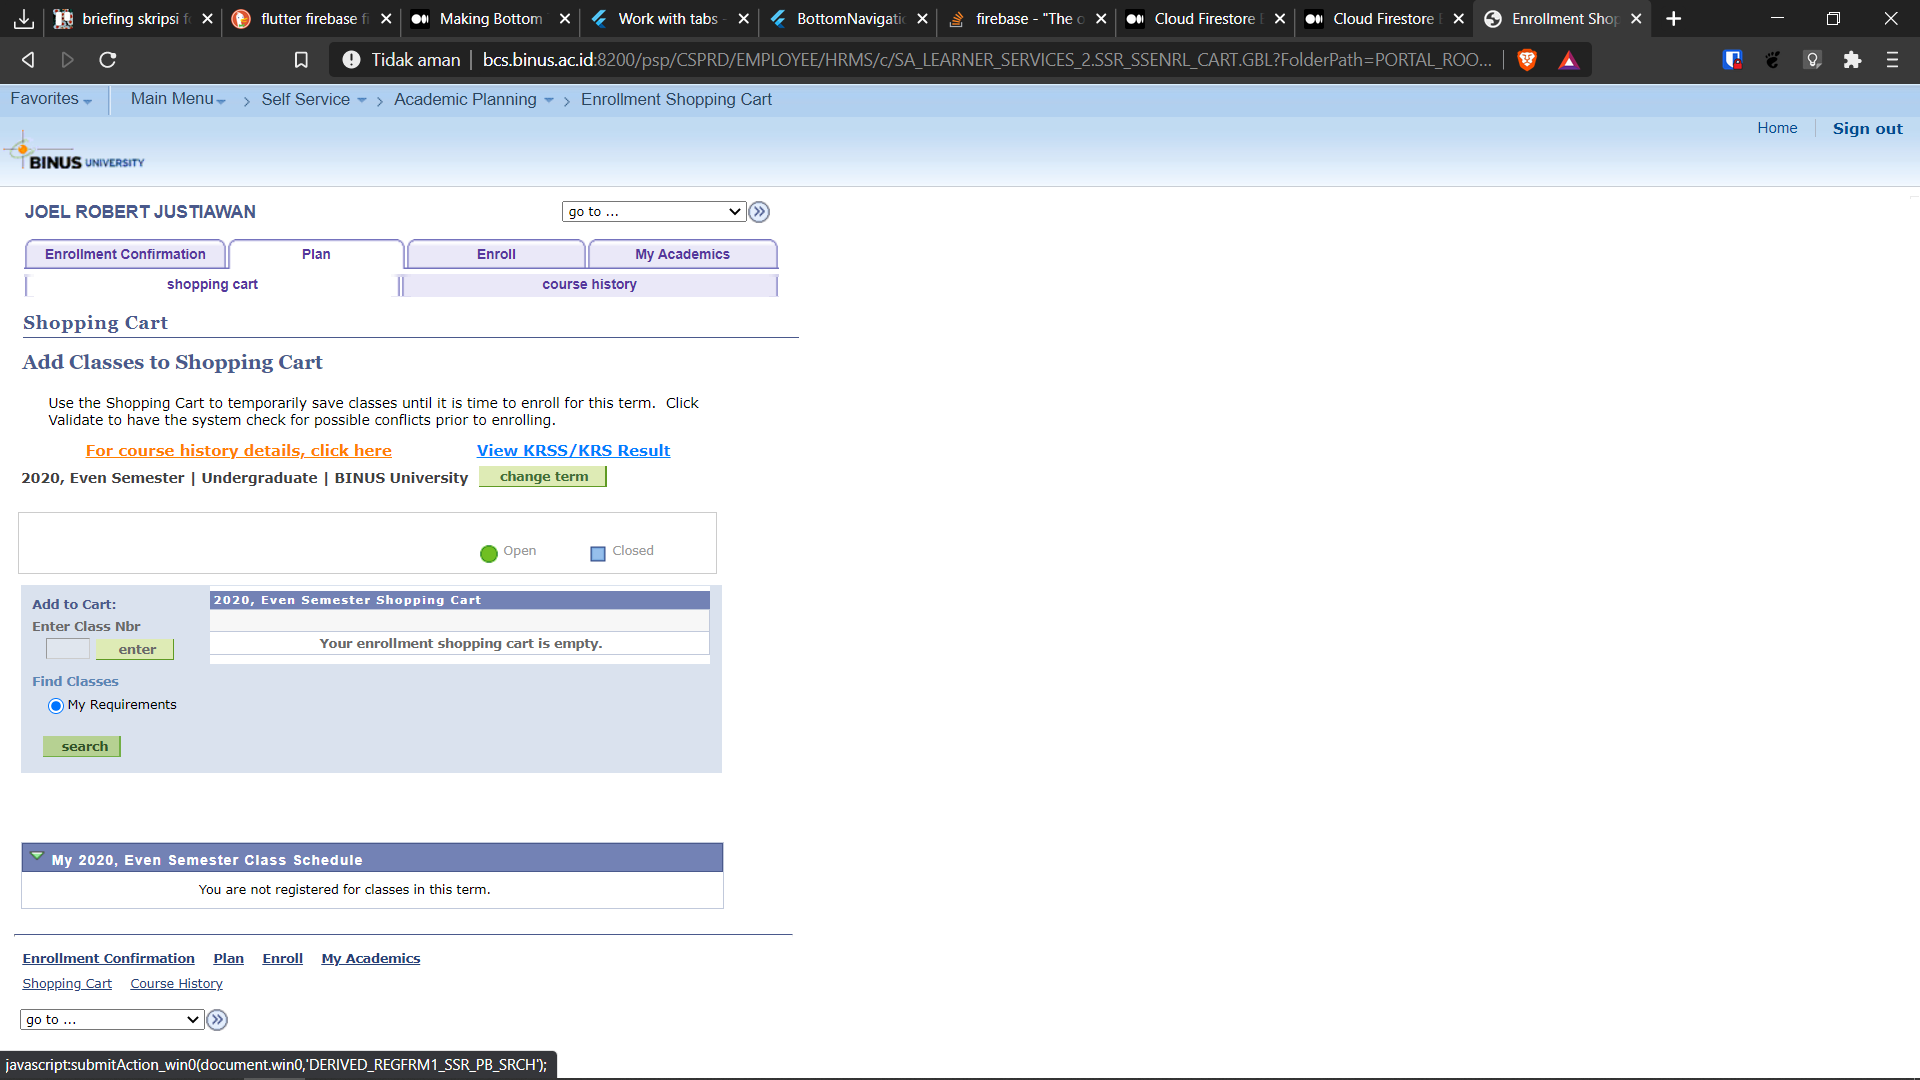 briefing skripsi f
flutter firebase fi
Making Bottom
Work with tabs -
BottomNavigatio
firebase - "The o
Cloud Firestore
Cloud Firestore
Enrollment Shop
Tidak aman
bcs.binus.ac.id:8200/psp/CSPRD/EMPLOYEE/HRMS/c/SA_LEARNER_SERVICES_2.SSR_SSENRL_CART.GBL?FolderPath=PORTAL_ROO...
Favorites
Main Menu > Self Service > Academic Planning > Enrollment Shopping Cart
Home
Sign out
BINUS UNIVERSITY
JOEL ROBERT JUSTIAWAN
go to ...
Enrollment Confirmation
Plan
Enroll
My Academics
shopping cart
course history
Shopping Cart
Add Classes to Shopping Cart
Use the Shopping Cart to temporarily save classes until it is time to enroll for this term. Click
Validate to have the system check for possible conflicts prior to enrolling.
For course history details, click here
View KRSS/KRS Result
2020, Even Semester | Undergraduate | BINUS University
change term
Open
Closed
Add to Cart:
Enter Class Nbr
enter
Find Classes
My Requirements
search
2020, Even Semester Shopping Cart
Your enrollment shopping cart is empty.
My 2020, Even Semester Class Schedule
You are not registered for classes in this term.
Enrollment Confirmation Plan Enroll My Academics
Shopping Cart Course History
go to ...
javascript:submitAction_win0(document.win0,'DERIVED_REGFRM1_SSR_PB_SRCH');